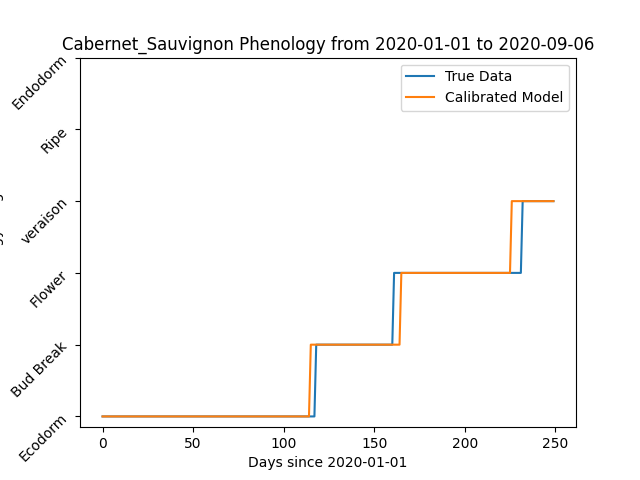 Cabernet_Sauvignon Phenology from 2020-01-01 to 2020-09-06
True Data
Calibrated Model
Endodorm
Ripe
veraison
Flower
Bud Break
Ecodorm
0 50 100 150 200 250
Days since 2020-01-01